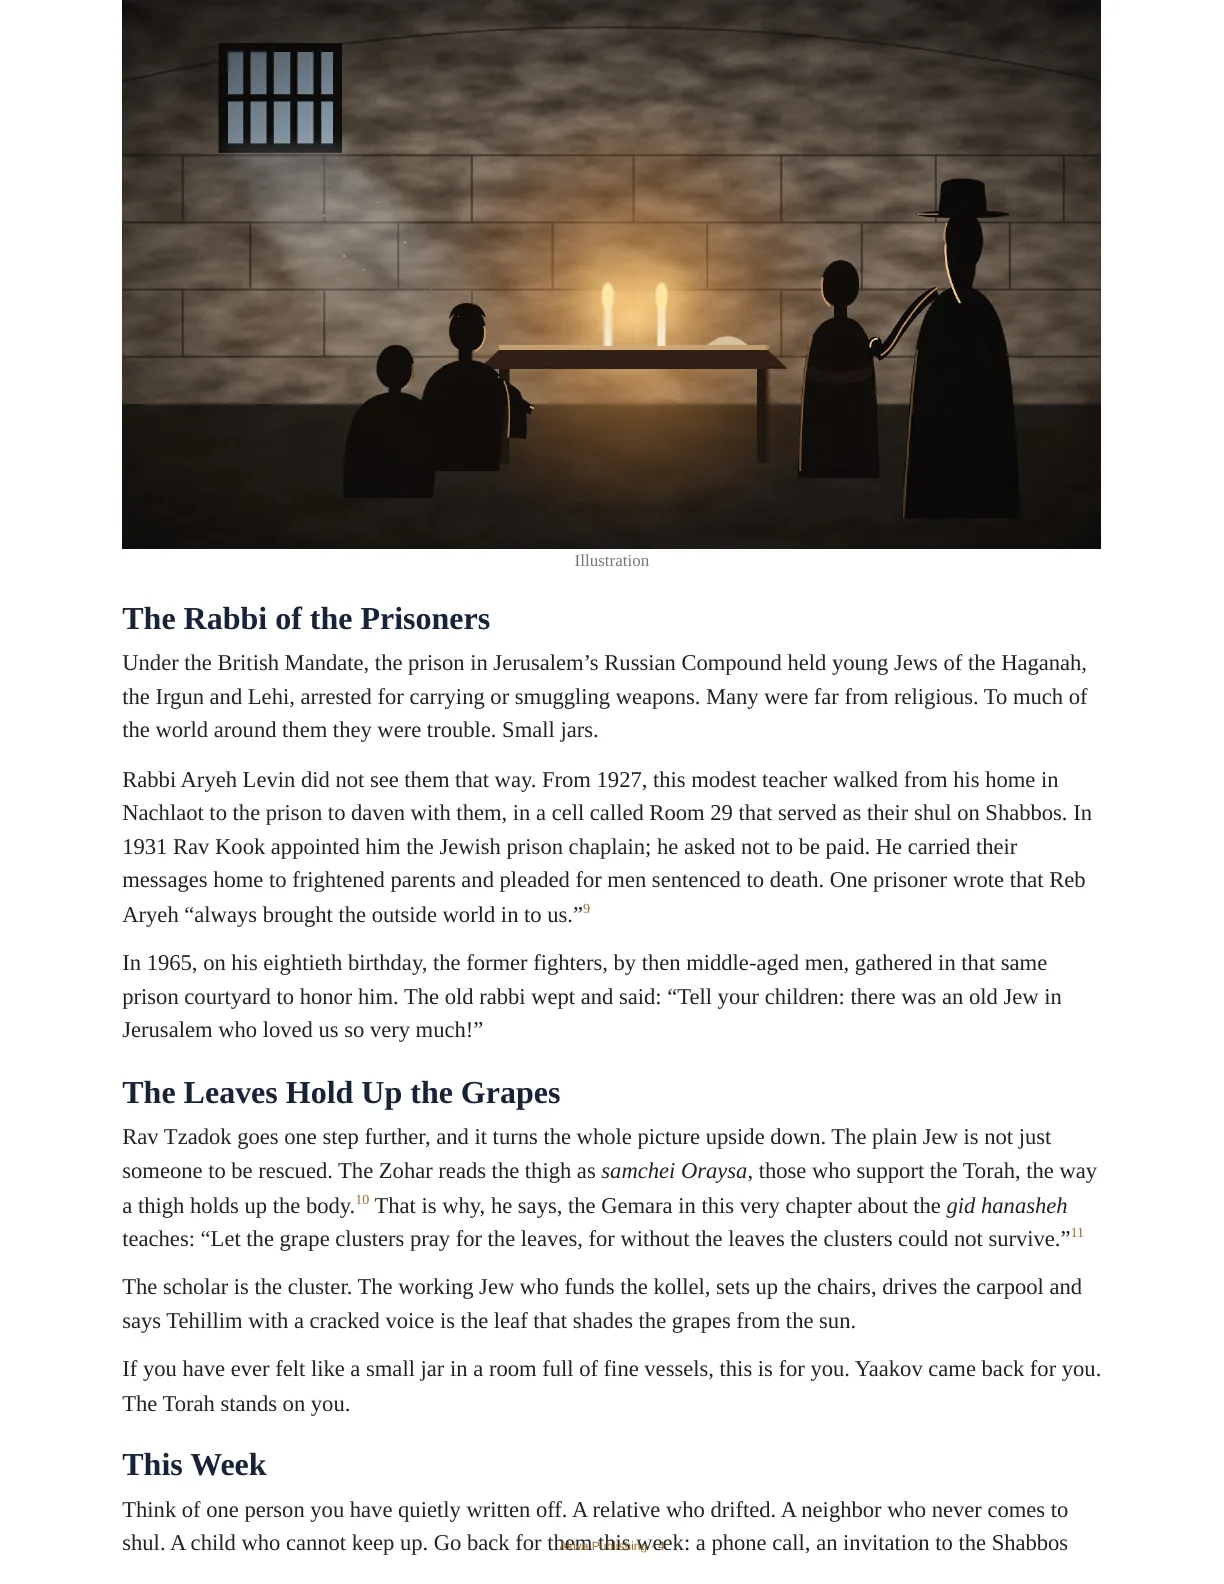 Illustration
The Rabbi of the Prisoners
Under the British Mandate, the prison in Jerusalem’s Russian Compound held young Jews of the Haganah,
the Irgun and Lehi, arrested for carrying or smuggling weapons. Many were far from religious. To much of
the world around them they were trouble. Small jars.
Rabbi Aryeh Levin did not see them that way. From 1927, this modest teacher walked from his home in
Nachlaot to the prison to daven with them, in a cell called Room 29 that served as their shul on Shabbos. In
1931 Rav Kook appointed him the Jewish prison chaplain; he asked not to be paid. He carried their
messages home to frightened parents and pleaded for men sentenced to death. One prisoner wrote that Reb
Aryeh “always brought the outside world in to us.”9
In 1965, on his eightieth birthday, the former fighters, by then middle-aged men, gathered in that same
prison courtyard to honor him. The old rabbi wept and said: “Tell your children: there was an old Jew in
Jerusalem who loved us so very much!”
The Leaves Hold Up the Grapes
Rav Tzadok goes one step further, and it turns the whole picture upside down. The plain Jew is not just
someone to be rescued. The Zohar reads the thigh as samchei Oraysa, those who support the Torah, the way
a thigh holds up the body.10 That is why, he says, the Gemara in this very chapter about the gid hanasheh
teaches: “Let the grape clusters pray for the leaves, for without the leaves the clusters could not survive.”11
The scholar is the cluster. The working Jew who funds the kollel, sets up the chairs, drives the carpool and
says Tehillim with a cracked voice is the leaf that shades the grapes from the sun.
If you have ever felt like a small jar in a room full of fine vessels, this is for you. Yaakov came back for you.
The Torah stands on you.
This Week
Think of one person you have quietly written off. A relative who drifted. A neighbor who never comes to
shul. A child who cannot keep up. Go back for them this week: a phone call, an invitation to the Shabbos
Publishing